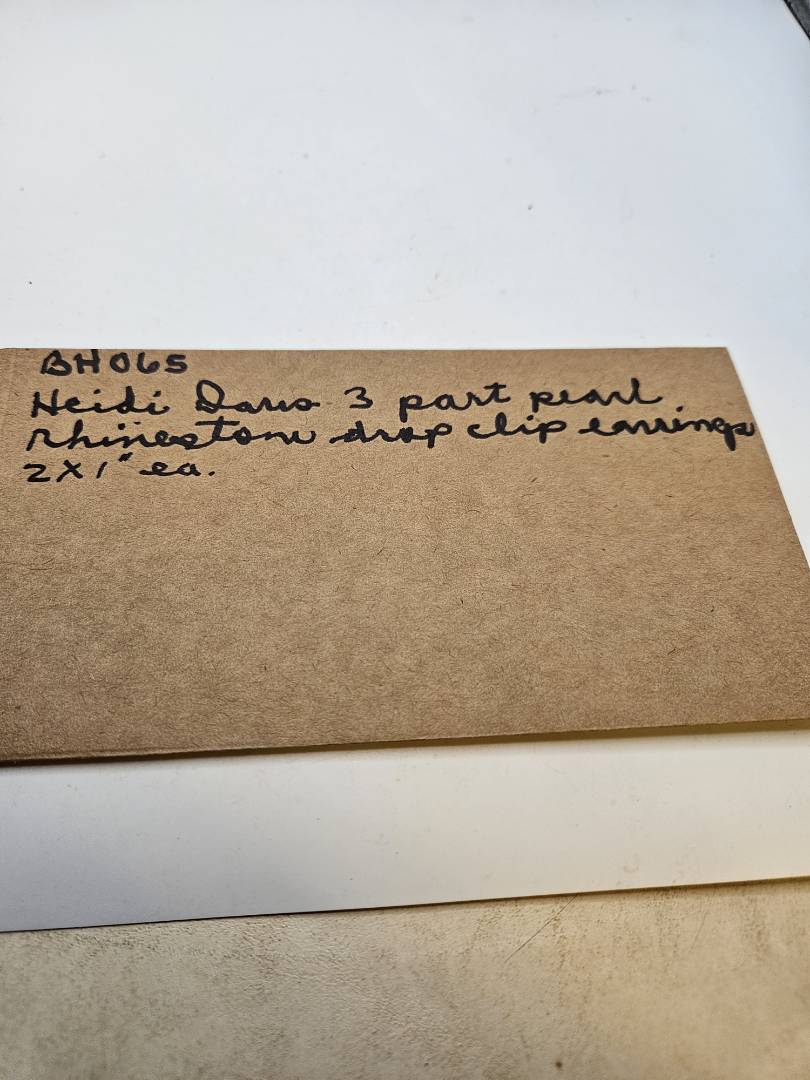 BH065
Heidi Daus 3 part pearl
rhinestone drop clip earrings
2X1" ea.